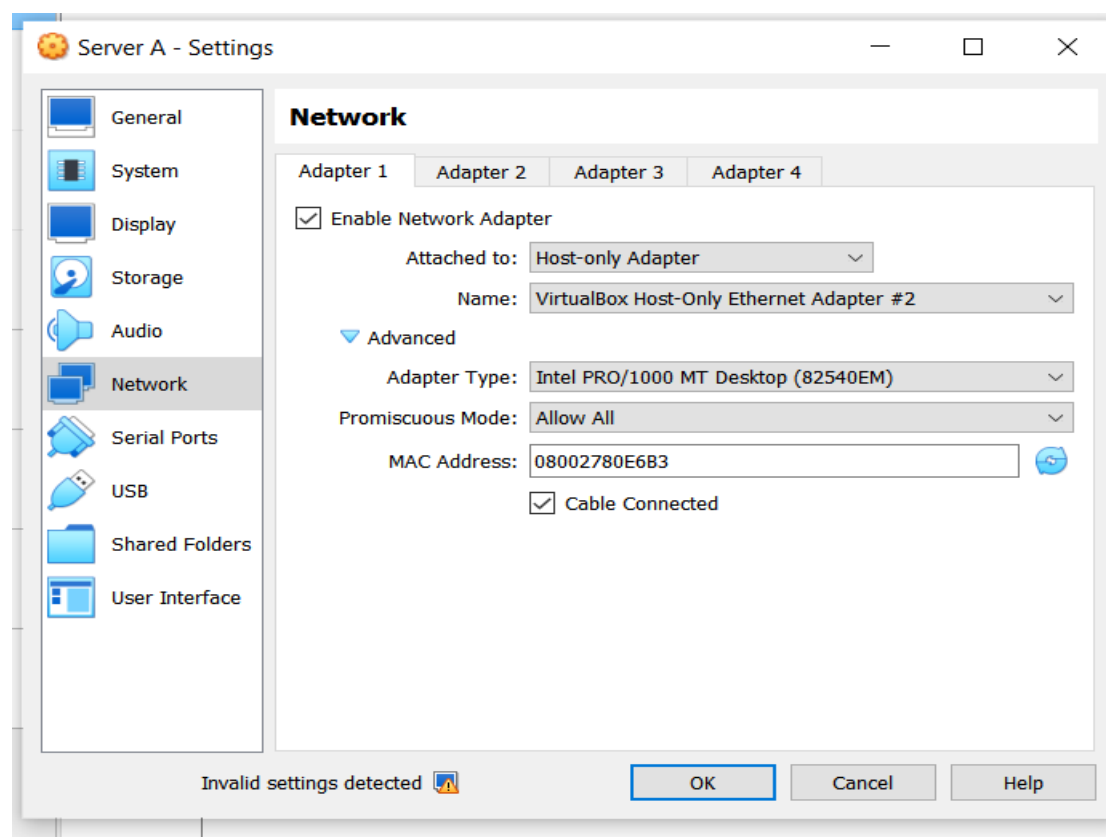 Server A - Settings
General
System
Display
Storage
Audio
Network
Serial Ports
USB
Shared Folders
User Interface
Network
Adapter 1 Adapter 2 Adapter 3 Adapter 4
Enable Network Adapter
Attached to: Host-only Adapter
Name: VirtualBox Host-Only Ethernet Adapter #2
Advanced
Adapter Type: Intel PRO/1000 MT Desktop (82540EM)
Promiscuous Mode: Allow All
MAC Address: 08002780E6B3
Cable Connected
Invalid settings detected OK Cancel Help